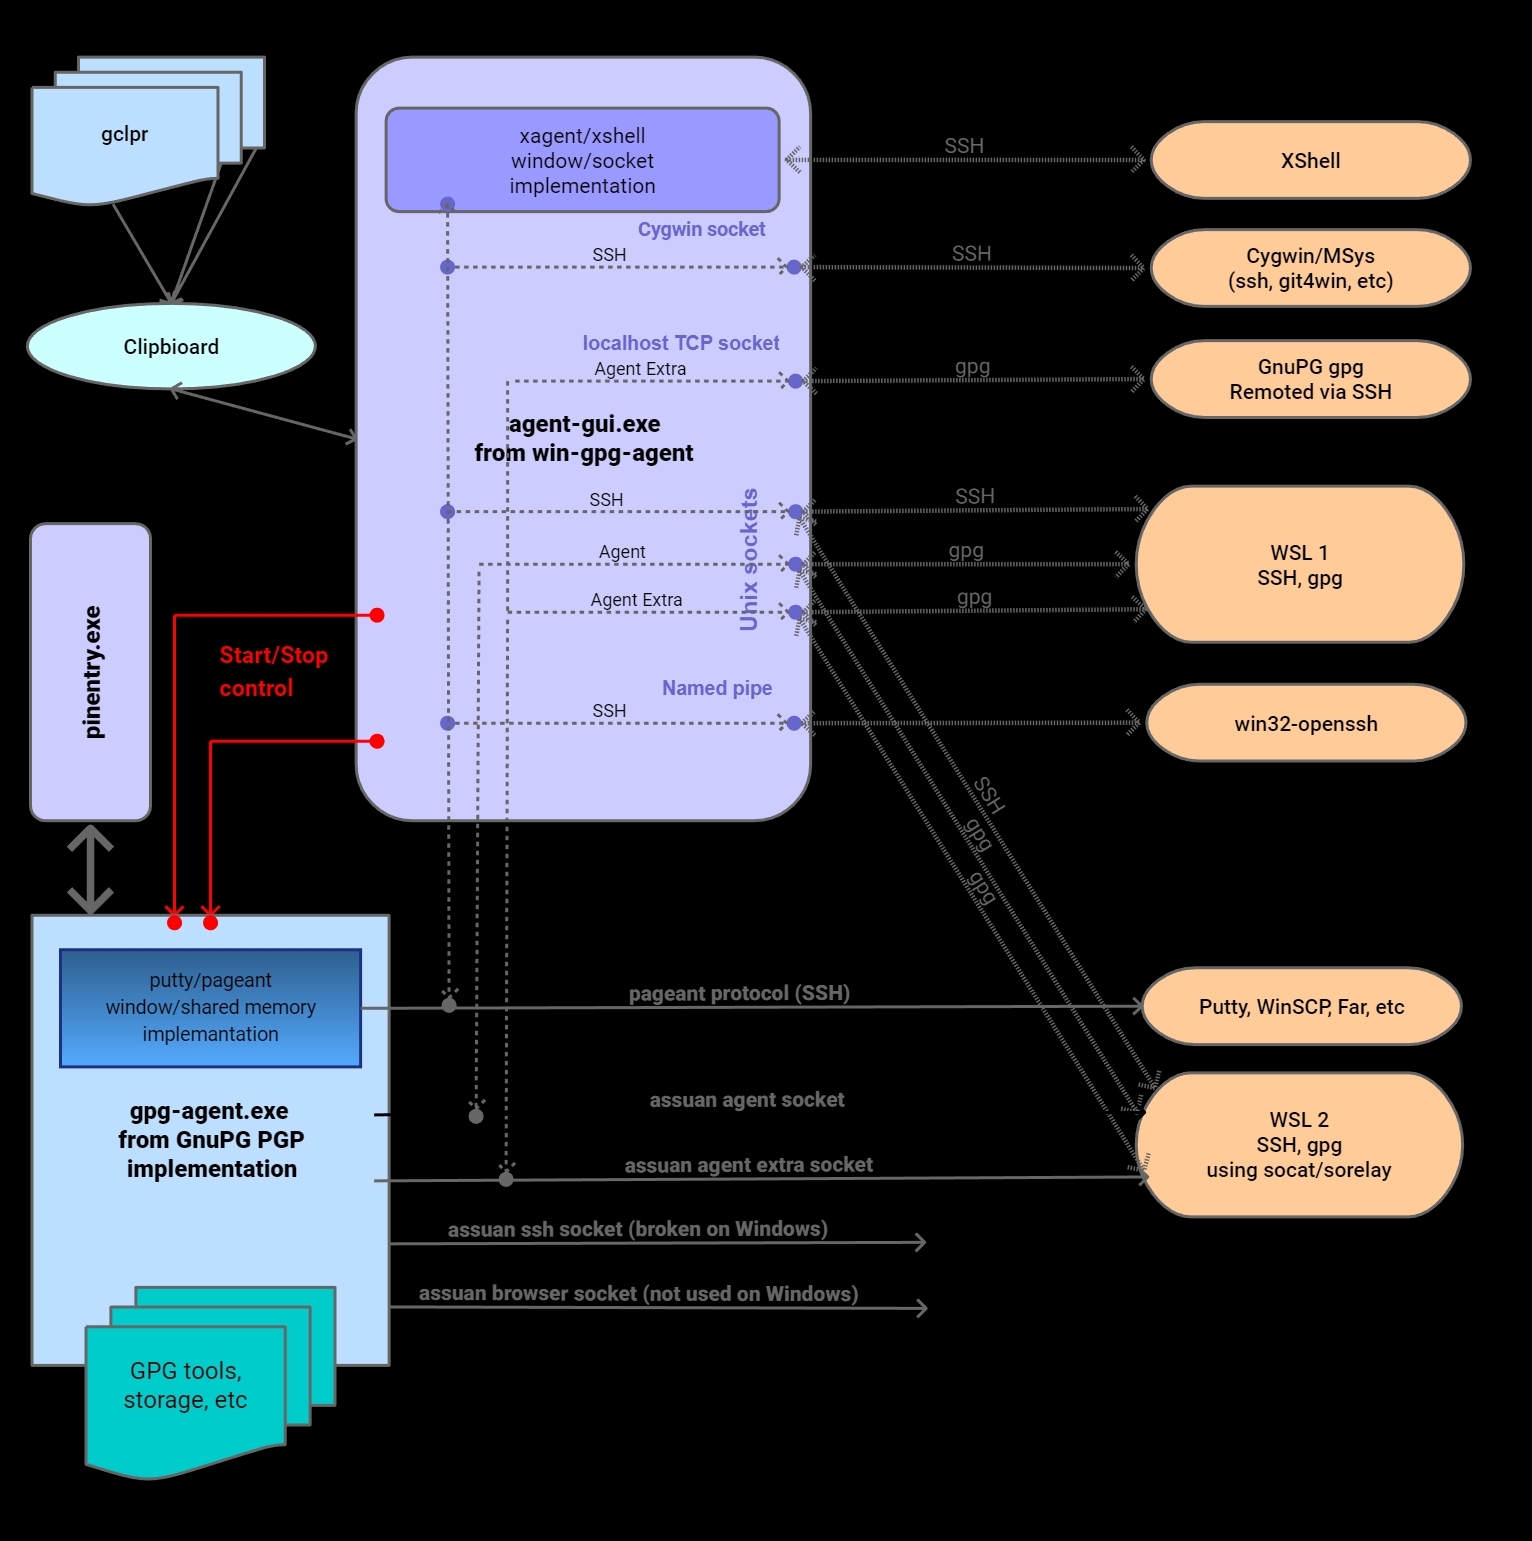 gclpr
Clipbioard
xagent/xshell
window/socket
implementation
Cygwin socket
SSH
localhost TCP socket
Agent Extra
agent-gui.exe
from win-gpg-agent
SSH
Agent
Agent Extra
Unix sockets
Named pipe
SSH
SSH
XShell
SSH
Cygwin/MSys
(ssh, git4win, etc)
gpg
GnuPG gpg
Remoted via SSH
SSH
gpg
gpg
WSL 1
SSH, gpg
win32-openssh
SSH
gpg
gpg
pinentry.exe
Start/Stop
control
putty/pageant
window/shared memory
implemantation
gpg-agent.exe
from GnuPG PGP
implementation
pageant protocol (SSH)
Putty, WinSCP, Far, etc
assuan agent socket
assuan agent extra socket
WSL 2
SSH, gpg
using socat/sorelay
assuan ssh socket (broken on Windows)
assuan browser socket (not used on Windows)
GPG tools,
storage, etc